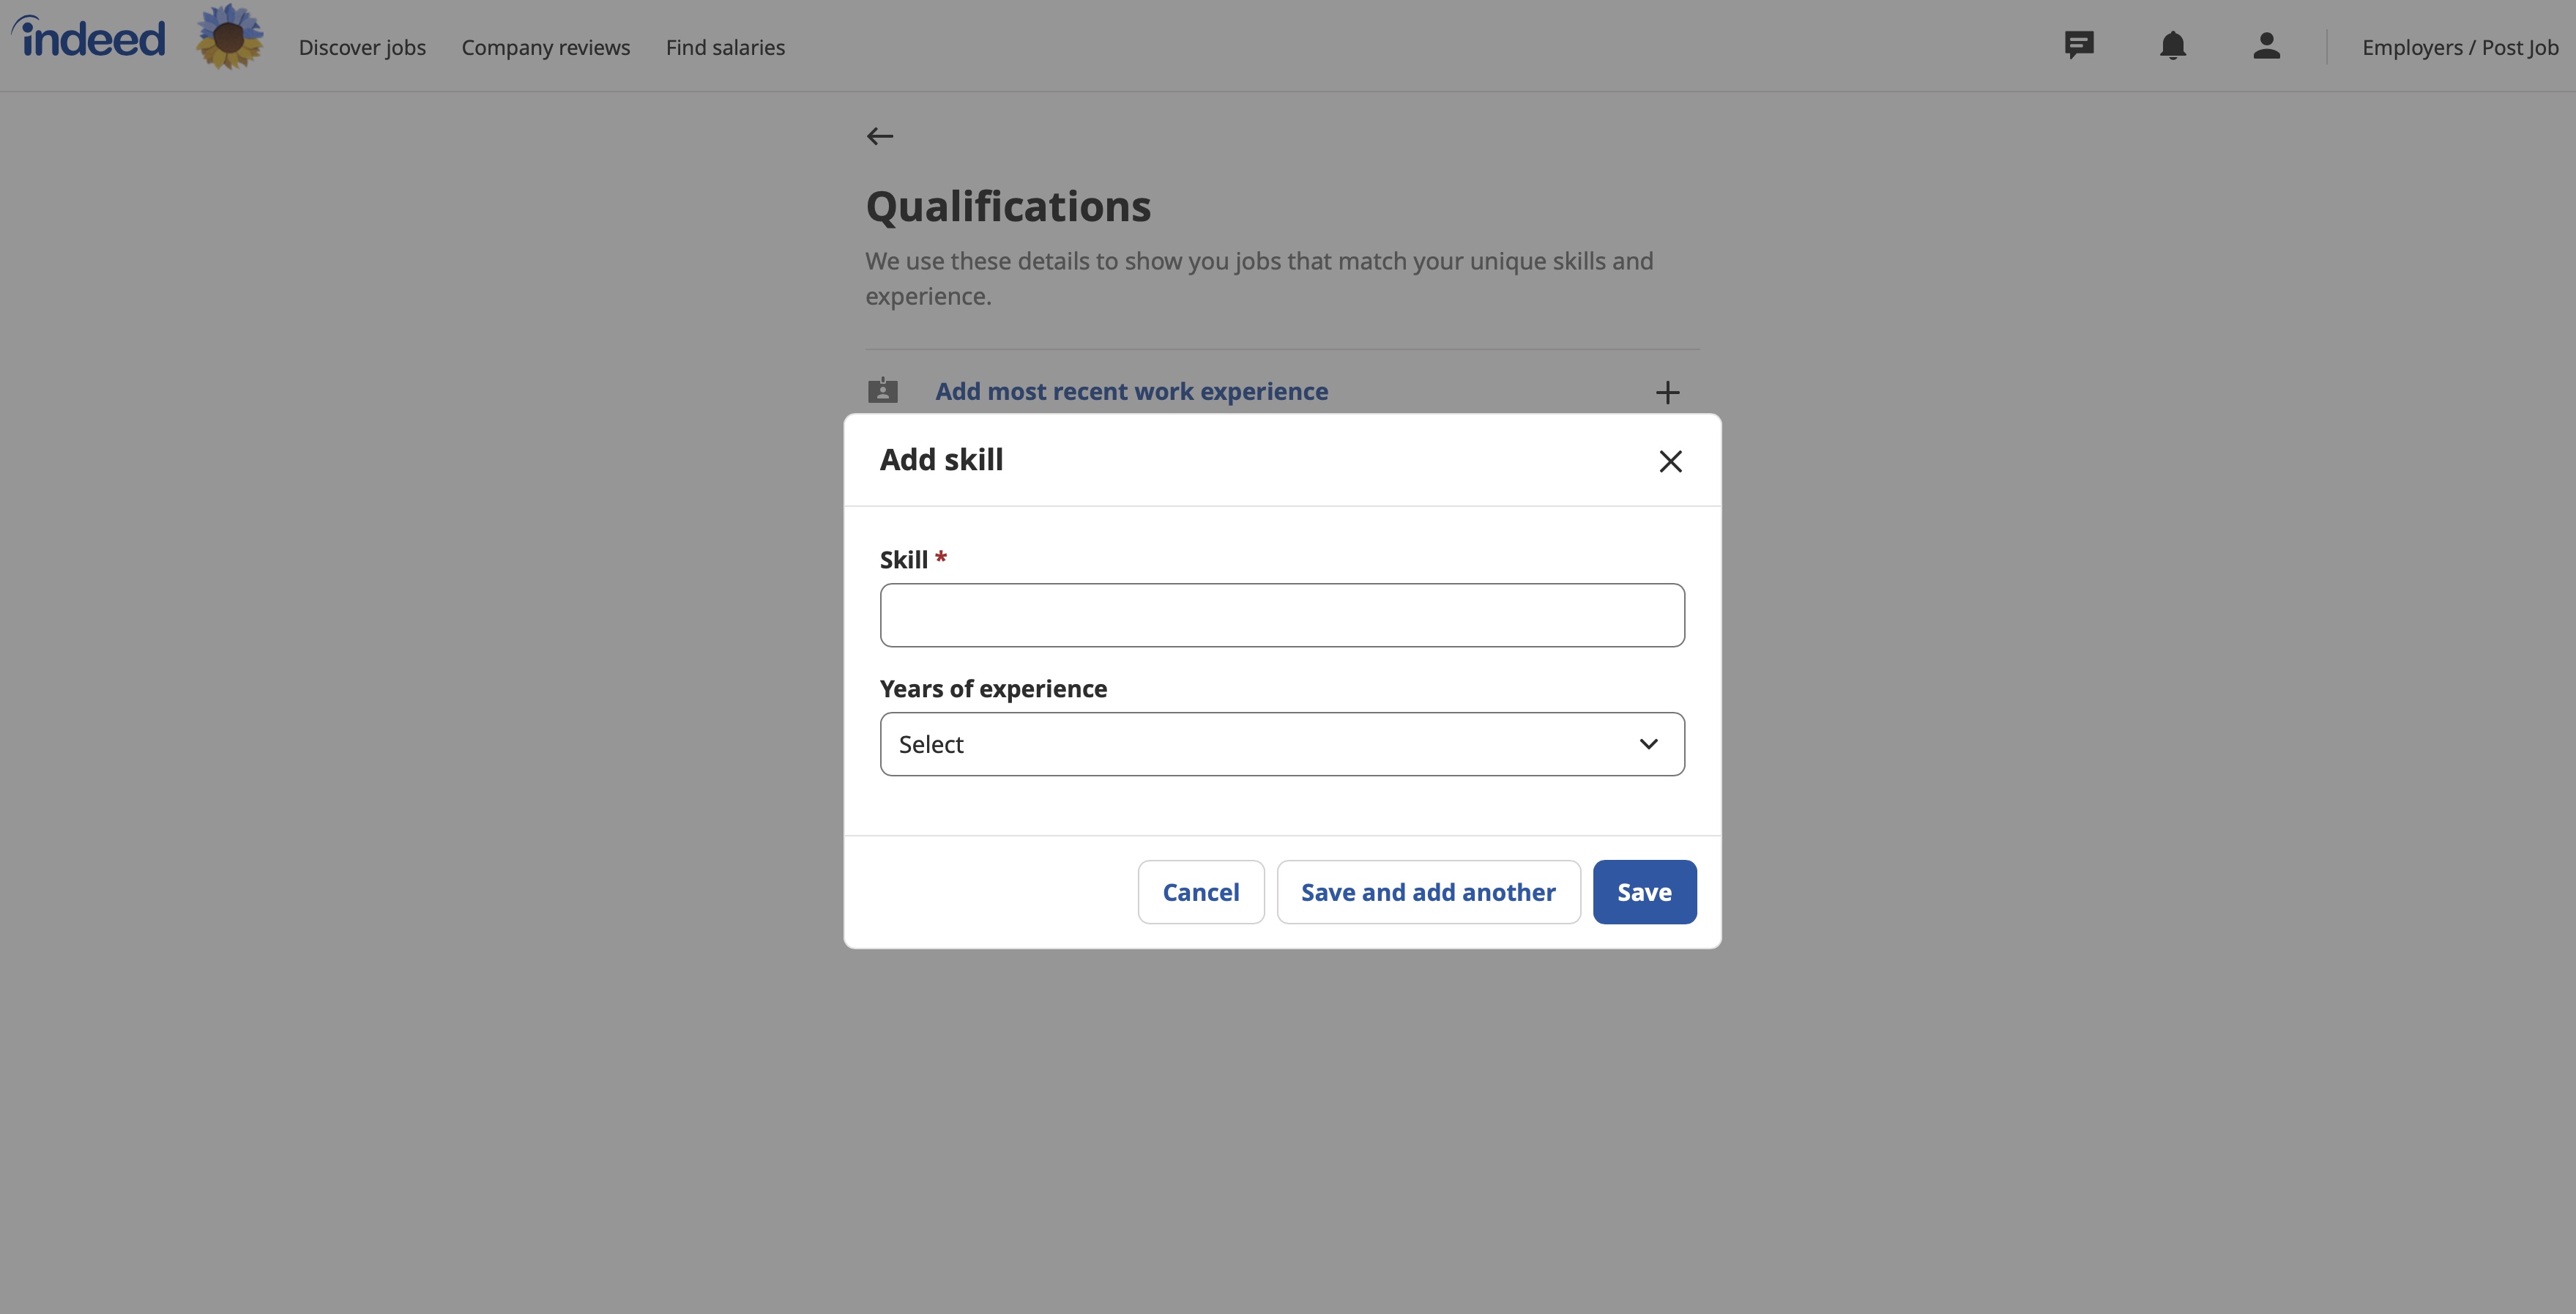 indeed
Discover jobs
Company reviews
Find salaries
Employers / Post Job
Qualifications
We use these details to show you jobs that match your unique skills and
experience.
Add most recent work experience
Add skill
Skill *
Years of experience
Select
Cancel
Save and add another
Save